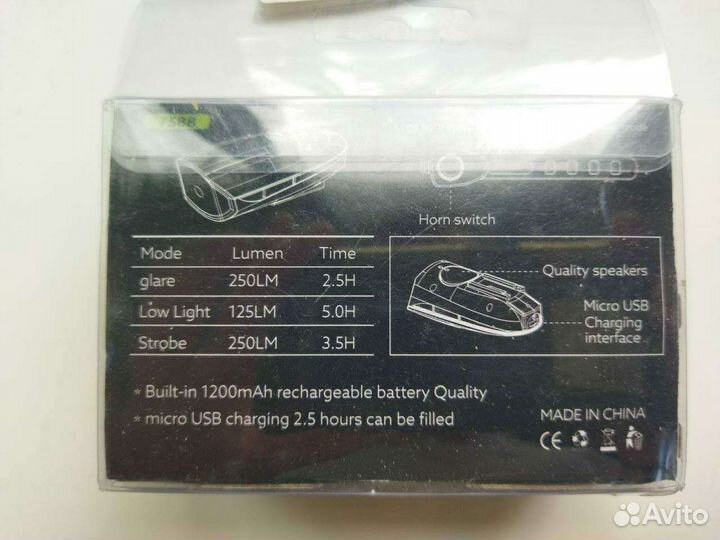 7588
Horn switch
Mode Lumen Time
glare 250LM 2.5H
Low Light 125LM 5.0H
Strobe 250LM 3.5H
Quality speakers
Micro USB
Charging
interface
* Built-in 1200mAh rechargeable battery Quality
* micro USB charging 2.5 hours can be filled
MADE IN CHINA
CE
Avito